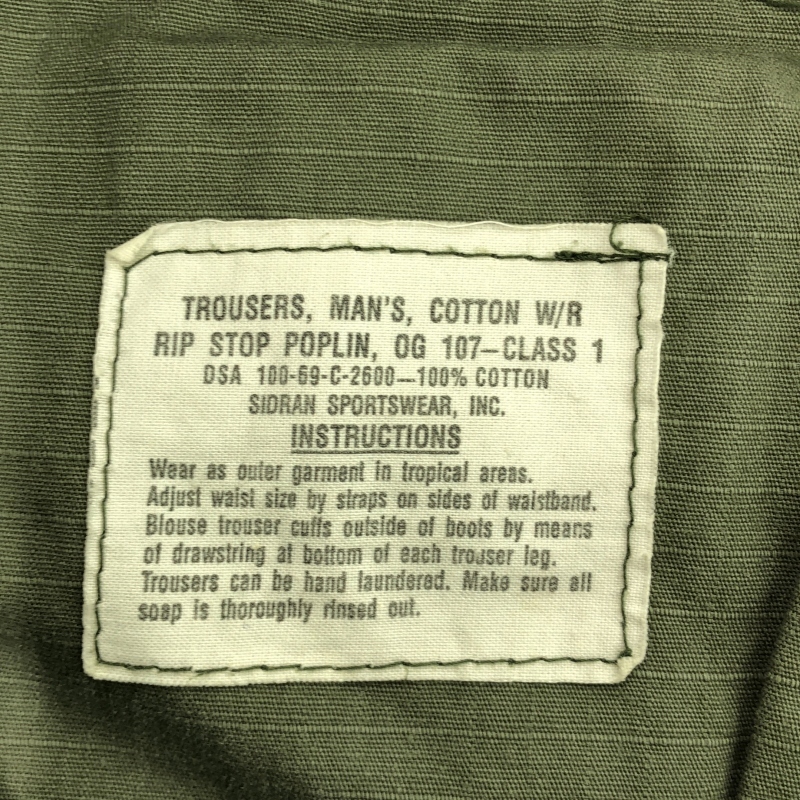 TROUSERS, MAN'S, COTTON W/R
RIP STOP POPLIN, OG 107–CLASS 1
DSA 100-69-C-2600—100% COTTON
SIDRAN SPORTSWEAR, INC.
INSTRUCTIONS
Wear as outer garment in tropical areas.
Adjust waist size by straps on sides of waistband.
Blouse trouser cuffs outside of boots by means
of drawstring at bottom of each trouser leg.
Trousers can be hand laundered. Make sure all
soap is thoroughly rinsed out.